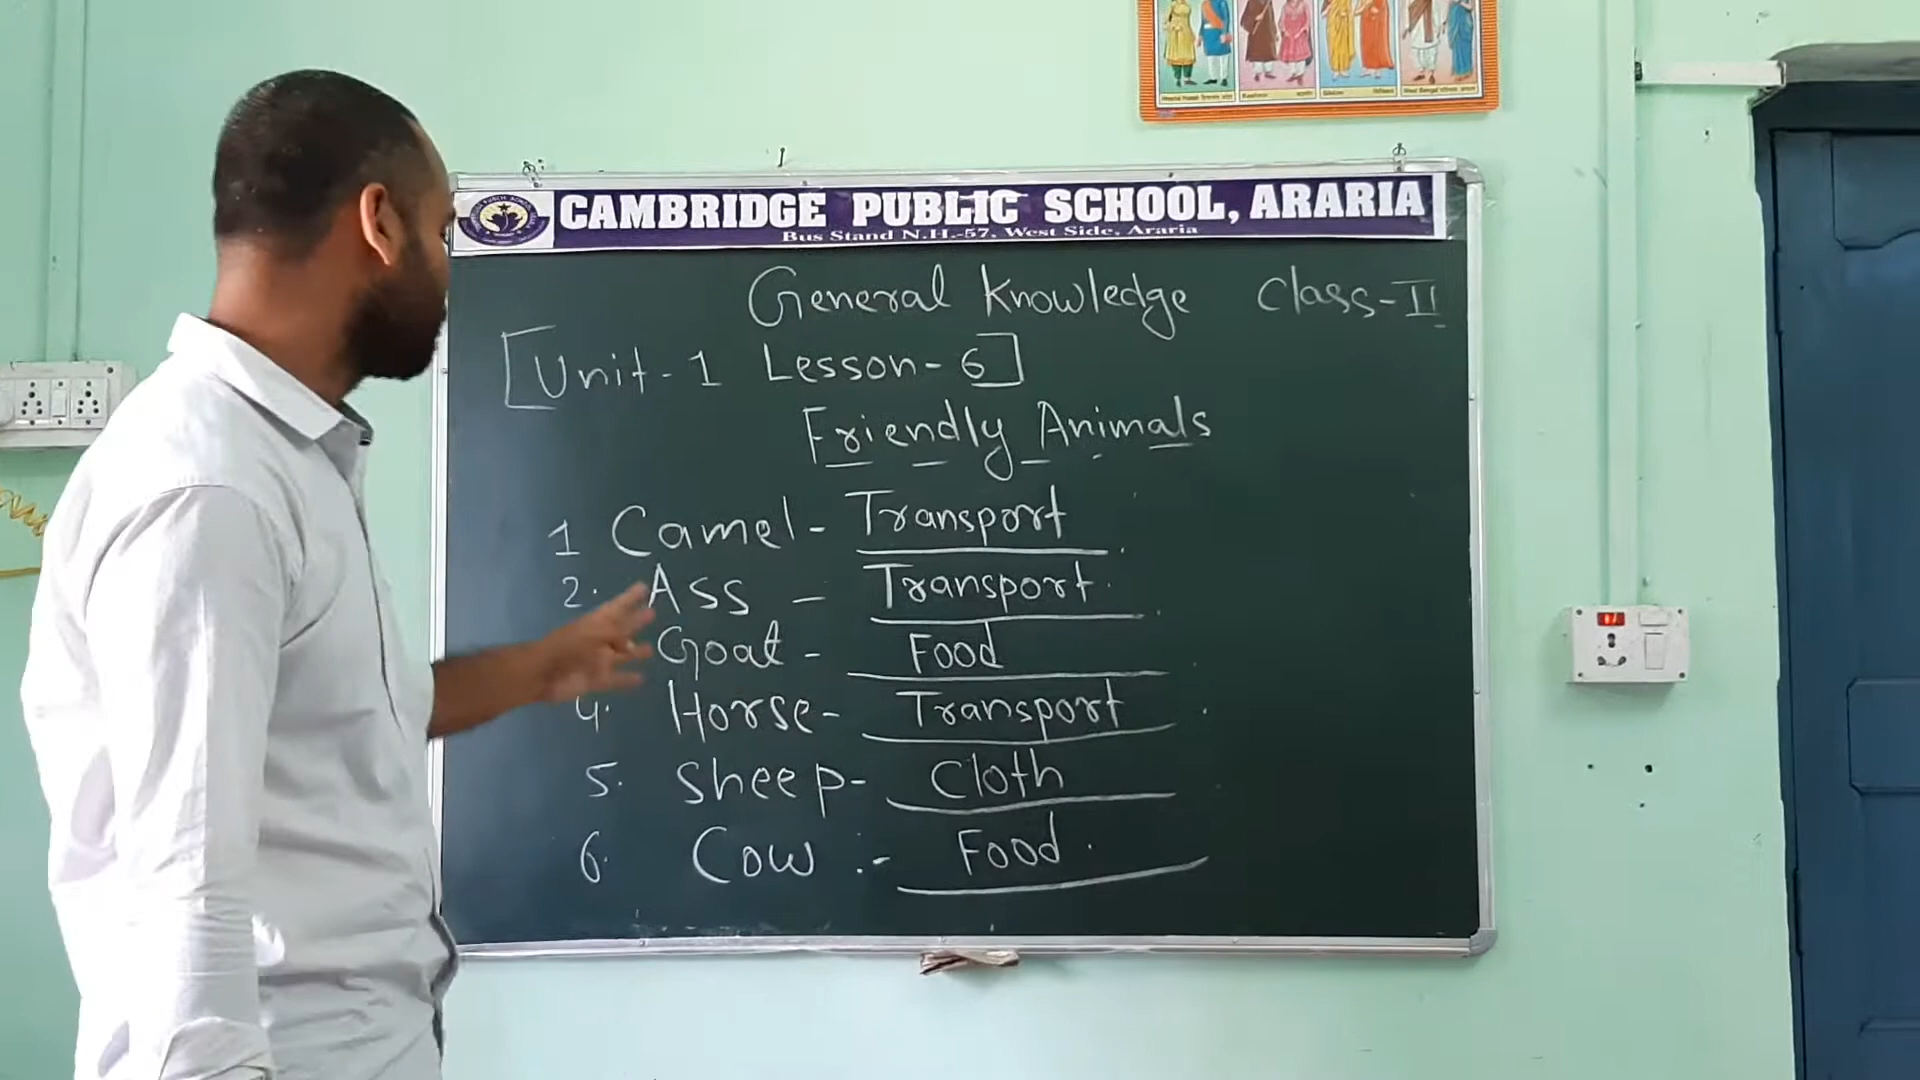 CAMBRIDGE PUBLIC SCHOOL, ARARIA
Bus Stand N.H.-57, West Side, Araria
General Knowledge Class-II
[Unit-1 Lesson-6]
Friendly Animals
1 Camel- Transport
2. Ass - Transport.
Goat - Food
4. Horse- Transport
5. Sheep- Cloth
6. Cow :- Food.